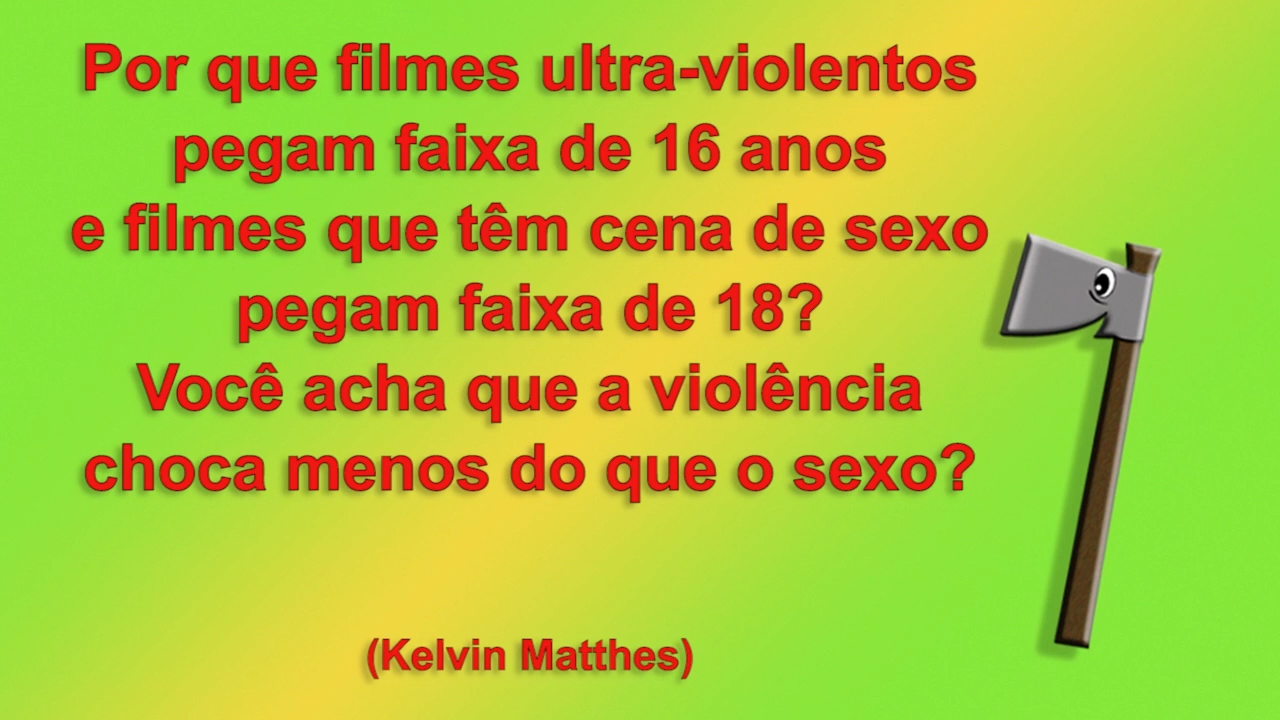 Por que filmes ultra-violentos
pegam faixa de 16 anos
e filmes que têm cena de sexo
pegam faixa de 18?
Você acha que a violência
choca menos do que o sexo?
(Kelvin Matthes)